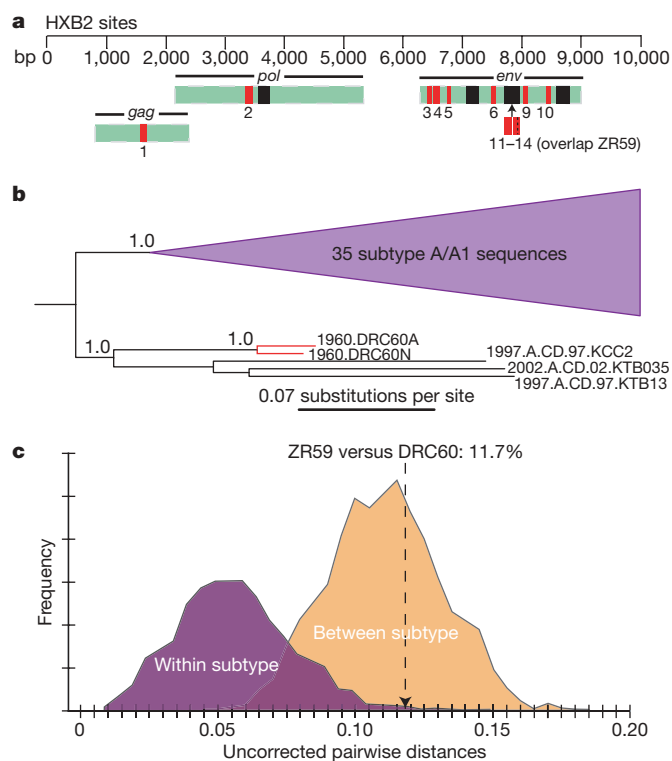 a HXB2 sites
bp 0 1,000 2,000 3,000 4,000 5,000 6,000 7,000 8,000 9,000 10,000
pol env
2 3 4 5 6 9 10
gag
11–14 (overlap ZR59)
1
b
1.0
35 subtype A/A1 sequences
1.0 1960.DRC60A
1.0 1960.DRC60N
1997.A.CD.97.KCC2
2002.A.CD.02.KTB035
1997.A.CD.97.KTB13
0.07 substitutions per site
c
ZR59 versus DRC60: 11.7%
Frequency
Between subtype
Within subtype
0 0.05 0.10 0.15 0.20
Uncorrected pairwise distances